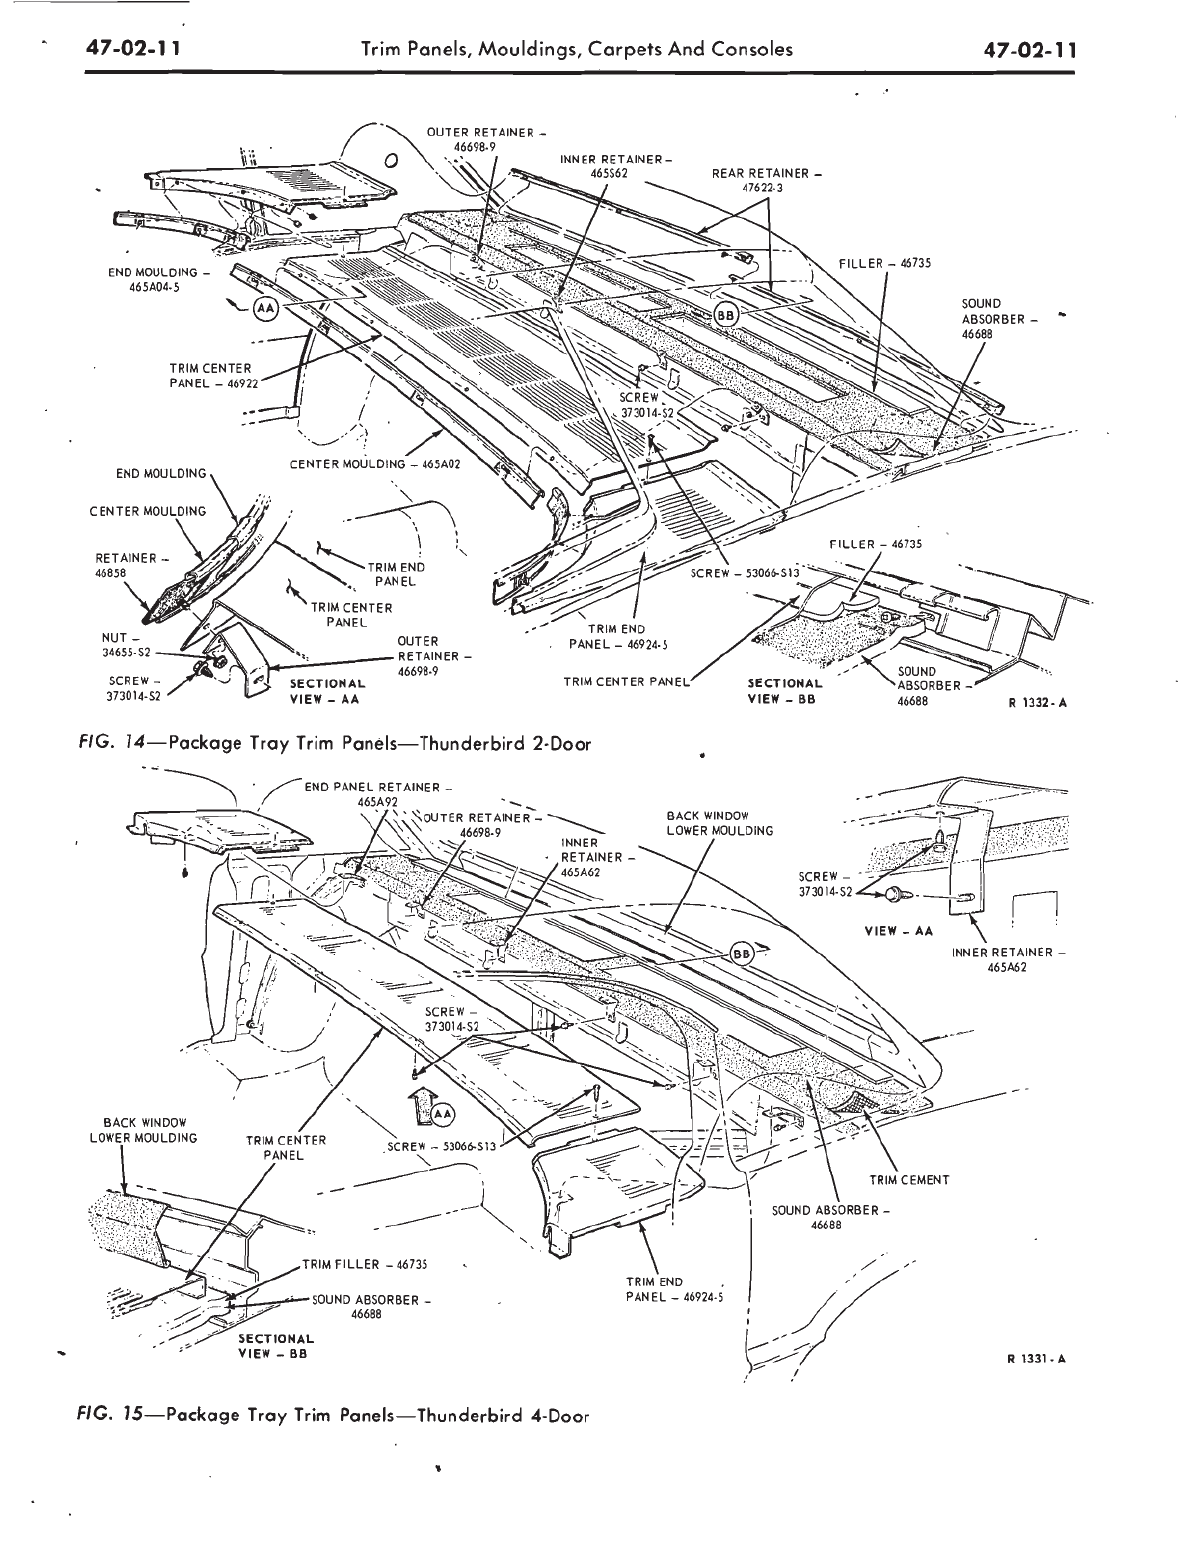 47-02-11 Trim Panels, Mouldings, Carpets And Consoles 47-02-11
OUTER RETAINER –
46698-9
INNER RETAINER –
465S62
REAR RETAINER –
47622-3
FILLER – 46735
SOUND
ABSORBER –
46688
END MOULDING –
465A04-5
AA
BB
TRIM CENTER
PANEL – 46922
SCREW
373014-S2
CENTER MOULDING – 465A02
END MOULDING
CENTER MOULDING
RETAINER –
46858
TRIM END
PANEL
TRIM CENTER
PANEL
NUT –
34655-S2
SCREW –
373014-S2
OUTER
RETAINER –
46698-9
SECTIONAL
VIEW – AA
SCREW – 53066-S13
TRIM END
PANEL – 46924-5
TRIM CENTER PANEL
FILLER – 46735
SECTIONAL
VIEW – BB
SOUND
ABSORBER –
46688
R 1332-A
FIG. 14—Package Tray Trim Panels—Thunderbird 2-Door
END PANEL RETAINER –
465A92
OUTER RETAINER –
46698-9
INNER
RETAINER –
465A62
BACK WINDOW
LOWER MOULDING
SCREW –
373014-S2
VIEW – AA
INNER RETAINER –
465A62
BB
SCREW –
373014-S2
AA
BACK WINDOW
LOWER MOULDING
TRIM CENTER
PANEL
SCREW – 53066-S13
TRIM CEMENT
SOUND ABSORBER –
46688
TRIM FILLER – 46735
SOUND ABSORBER –
46688
TRIM END
PANEL – 46924-5
SECTIONAL
VIEW – BB
R 1331-A
FIG. 15—Package Tray Trim Panels—Thunderbird 4-Door